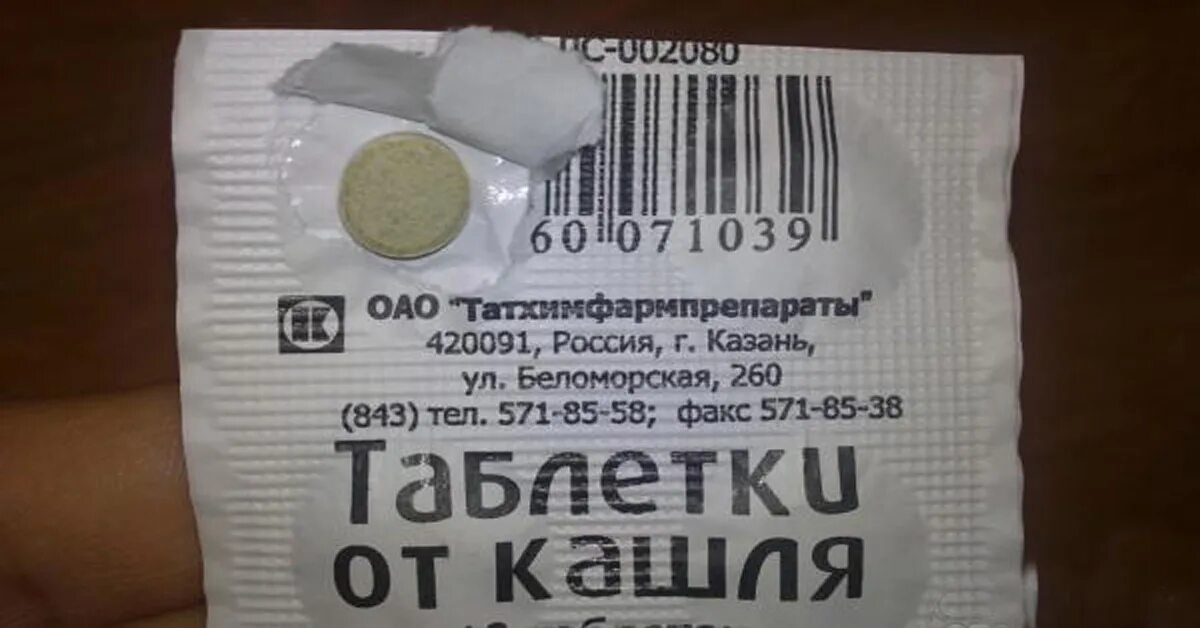 ЛС-002080
60 071039
ОАО "Татхимфармпрепараты"
420091, Россия, г. Казань,
ул. Беломорская, 260
(843) тел. 571-85-58; факс 571-85-38
Таблетки
от кашля